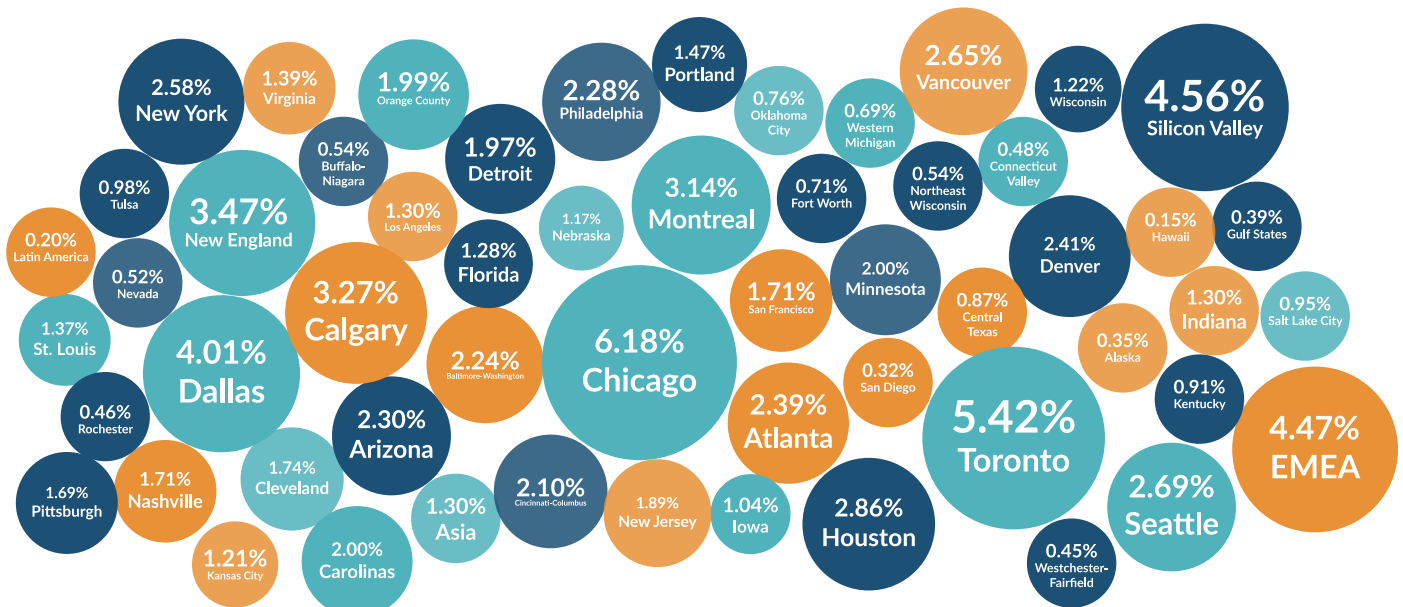 2.58%
New York
1.39%
Virginia
1.99%
Orange County
2.28%
Philadelphia
1.47%
Portland
0.76%
Oklahoma
City
0.69%
Western
Michigan
2.65%
Vancouver
1.22%
Wisconsin
4.56%
Silicon Valley
0.98%
Tulsa
3.47%
New England
0.54%
Buffalo-
Niagara
1.30%
Los Angeles
1.97%
Detroit
1.17%
Nebraska
3.14%
Montreal
0.71%
Fort Worth
0.54%
Northeast
Wisconsin
0.48%
Connecticut
Valley
2.41%
Denver
0.15%
Hawaii
0.39%
Gulf States
0.20%
Latin America
0.52%
Nevada
3.27%
Calgary
1.28%
Florida
1.71%
San Francisco
2.00%
Minnesota
0.87%
Central
Texas
0.35%
Alaska
1.30%
Indiana
0.95%
Salt Lake City
1.37%
St. Louis
4.01%
Dallas
2.24%
Baltimore-Washington
6.18%
Chicago
0.32%
San Diego
0.91%
Kentucky
0.46%
Rochester
2.30%
Arizona
2.39%
Atlanta
5.42%
Toronto
4.47%
EMEA
1.69%
Pittsburgh
1.71%
Nashville
1.74%
Cleveland
1.30%
Asia
2.10%
Cincinnati-Columbus
1.89%
New Jersey
1.04%
Iowa
2.86%
Houston
2.69%
Seattle
1.21%
Kansas City
2.00%
Carolinas
0.45%
Westchester-
Fairfield